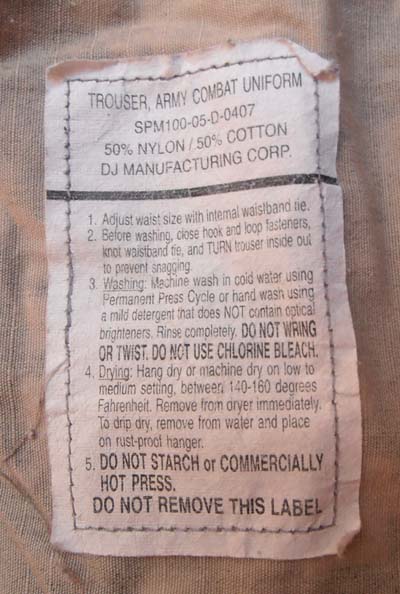 TROUSER, ARMY COMBAT UNIFORM
SPM100-05-D-0407
50% NYLON / 50% COTTON
DJ MANUFACTURING CORP.
1. Adjust waist size with internal waistband tie.
2. Before washing, close hook and loop fasteners,
knot waistband tie, and TURN trouser inside out
to prevent snagging.
3. Washing: Machine wash in cold water using
Permanent Press Cycle or hand wash using
a mild detergent that does NOT contain optical
brighteners. Rinse completely. DO NOT WRING
OR TWIST. DO NOT USE CHLORINE BLEACH.
4. Drying: Hang dry or machine dry on low to
medium setting, between 140-160 degrees
Fahrenheit. Remove from dryer immediately.
To drip dry, remove from water and place
on rust-proof hanger.
5. DO NOT STARCH or COMMERCIALLY
HOT PRESS.
DO NOT REMOVE THIS LABEL